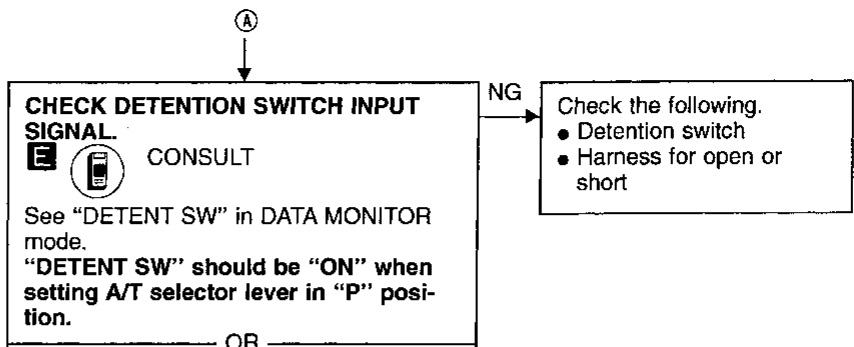 A
CHECK DETENTION SWITCH INPUT
SIGNAL.
E CONSULT
See “DETENT SW” in DATA MONITOR
mode.
“DETENT SW” should be “ON” when
setting A/T selector lever in “P” posi-
tion.
OR
NG
Check the following.
● Detention switch
● Harness for open or
short